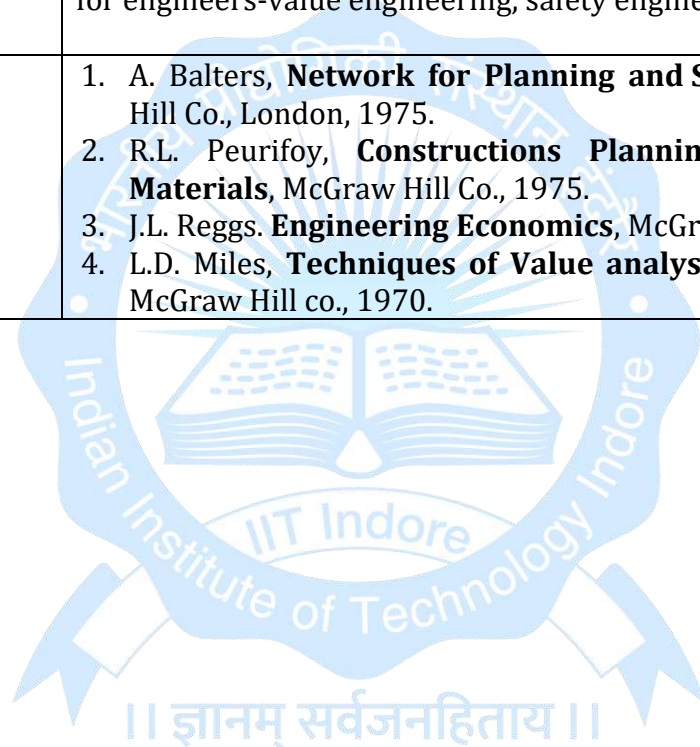 for engineers-value engineering, safety engine
1. A. Balters, Network for Planning and S
Hill Co., London, 1975.
2. R.L. Peurifoy, Constructions Plannin
Materials, McGraw Hill Co., 1975.
3. J.L. Reggs. Engineering Economics, McGr
4. L.D. Miles, Techniques of Value analys
McGraw Hill co., 1970.
भारतीय प्रौद्योगिकी संस्थान इंदौर
IIT Indore
Indian Institute of Technology Indore
।। ज्ञानम् सर्वजनहिताय ।।